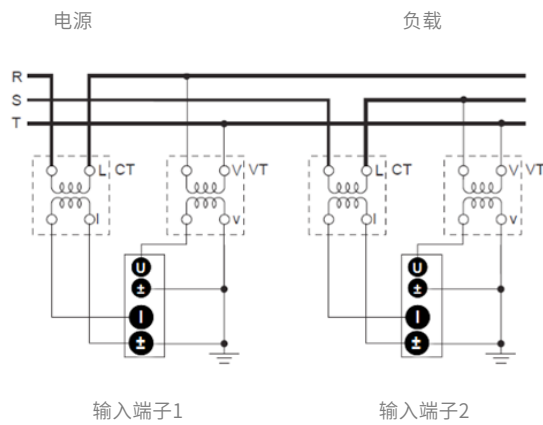 电源 负载
R
S
T
L CT V VT L CT V VT
l v l v
U U
± ±
I I
± ±
输入端子1 输入端子2